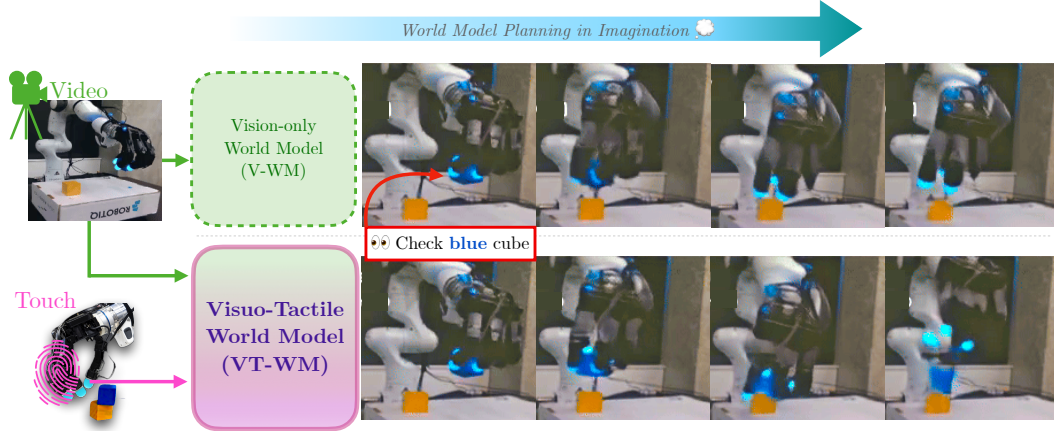 World Model Planning in Imagination
Video
Vision-only
World Model
(V-WM)
ROBOTIQ
👀 Check blue cube
Touch
Visuo-Tactile
World Model
(VT-WM)